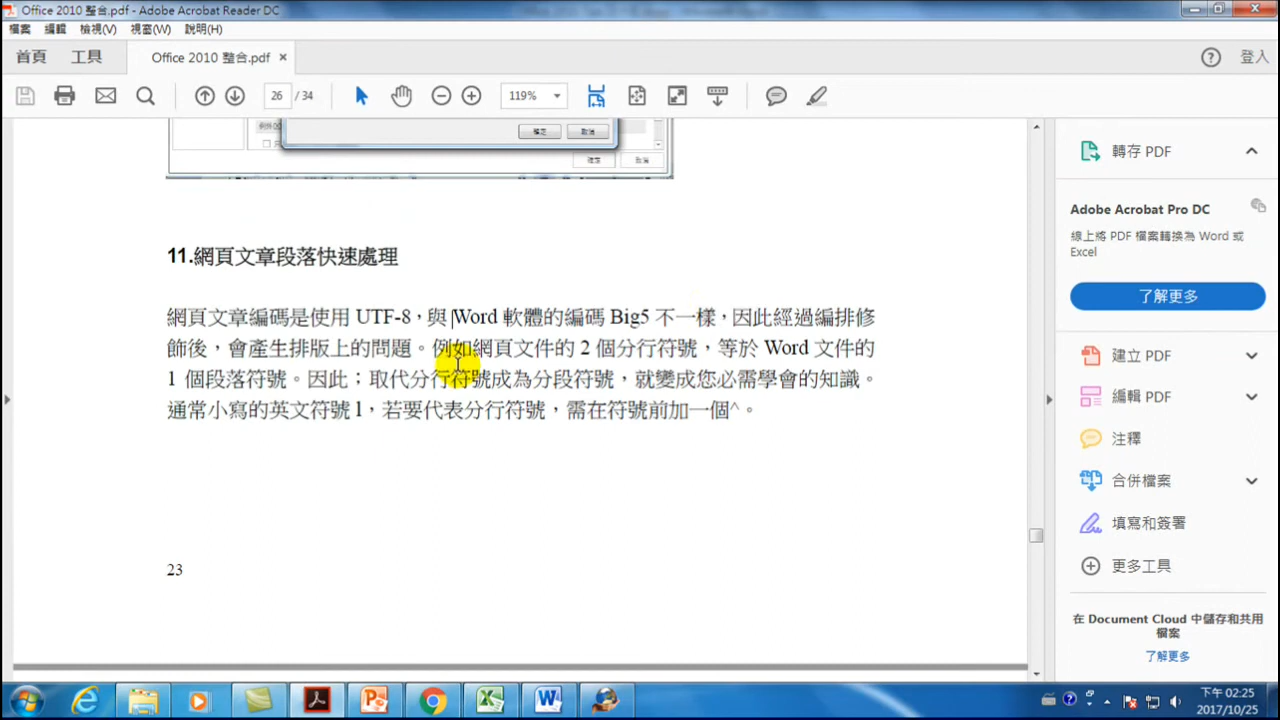 Office 2010 整合.pdf - Adobe Acrobat Reader DC
檔案 編輯 檢視(V) 視窗(W) 說明(H)
首頁 工具 Office 2010 整合.pdf × 登入
26 / 34 119%
確定 取消
確定 取消
轉存 PDF
Adobe Acrobat Pro DC
線上將 PDF 檔案轉換為 Word 或
Excel
了解更多
建立 PDF
編輯 PDF
注釋
合併檔案
填寫和簽署
更多工具
在 Document Cloud 中儲存和共用
檔案
了解更多
11.網頁文章段落快速處理
網頁文章編碼是使用 UTF-8，與 Word 軟體的編碼 Big5 不一樣，因此經過編排修
飾後，會產生排版上的問題。例如網頁文件的 2 個分行符號，等於 Word 文件的
1 個段落符號。因此；取代分行符號成為分段符號，就變成您必需學會的知識。
通常小寫的英文符號 l，若要代表分行符號，需在符號前加一個^。
23
下午 02:25
2017/10/25